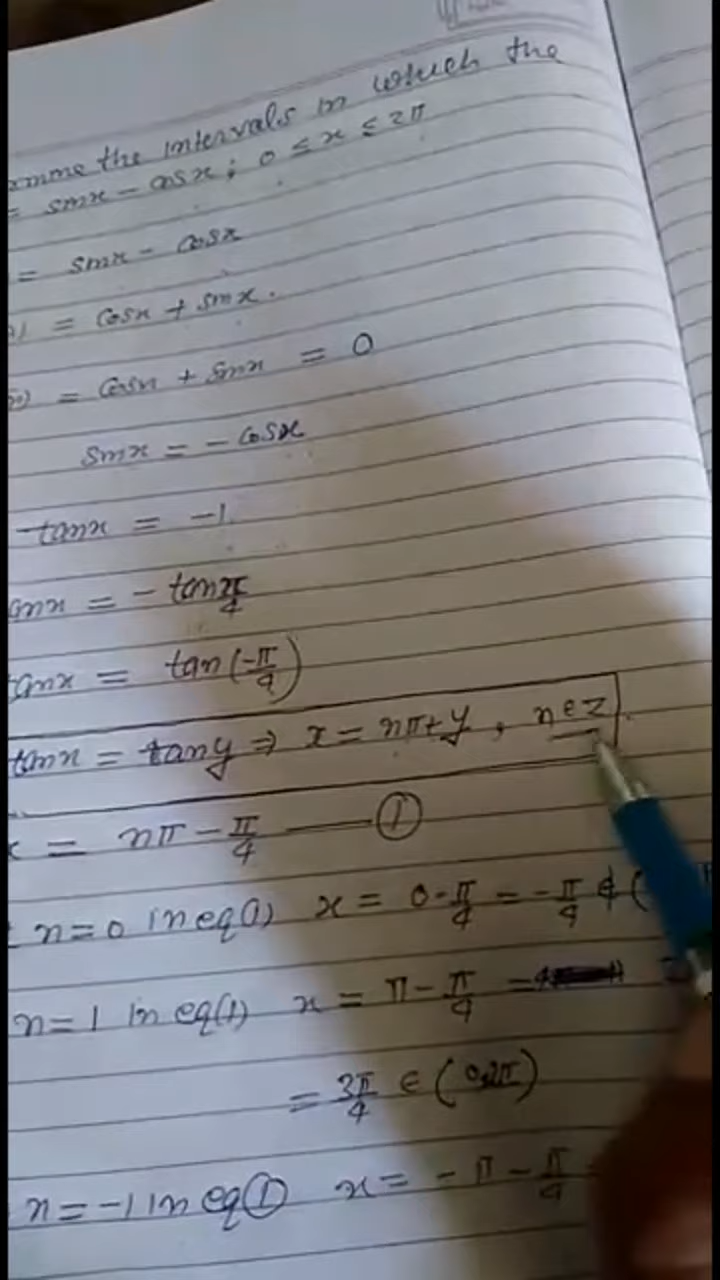 the intervals in which the
= sinx - cosx ; 0 ≤ x ≤ 2π
= sinx - cosx
) = cosx + sinx .
) = cosx + sinx = 0
sinx = - cosx
tanx = -1
anx = - tan π/4
tanx = tan(-π/4)
tanx = tany ⇒ x = nπ+y , n∈Z
= nπ - π/4 — ①
n=0 in eq(1) x = 0-π/4 = -π/4 ∉ (
n=1 in eq(1) x = π - π/4 =
= 3π/4 ∈ (0,2π)
n=-1 in eq① x = -π - π/4